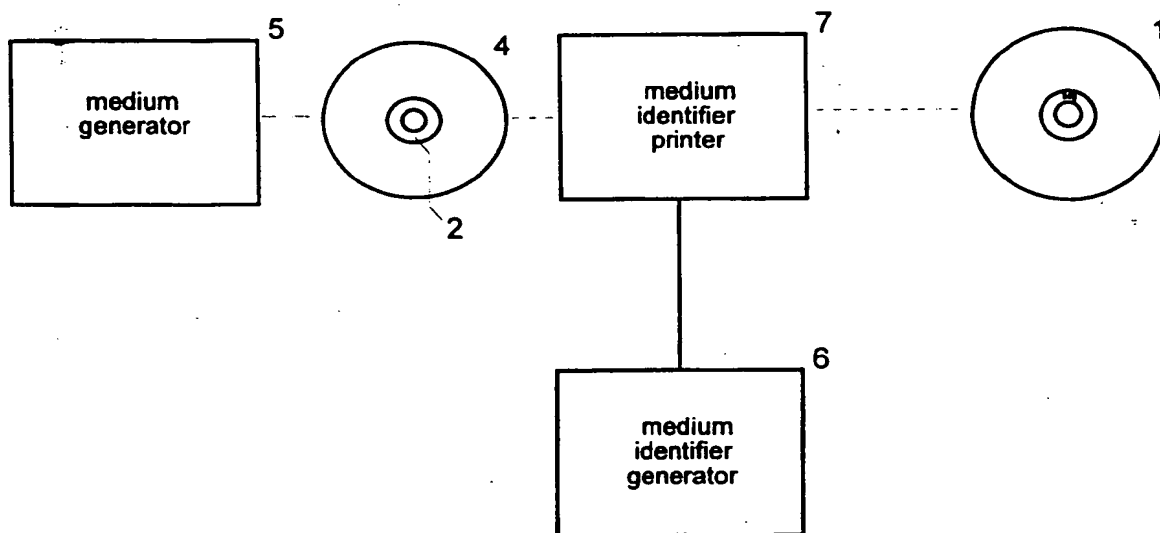 5
4
7
1
medium
generator
medium
identifier
printer
2
6
medium
identifier
generator